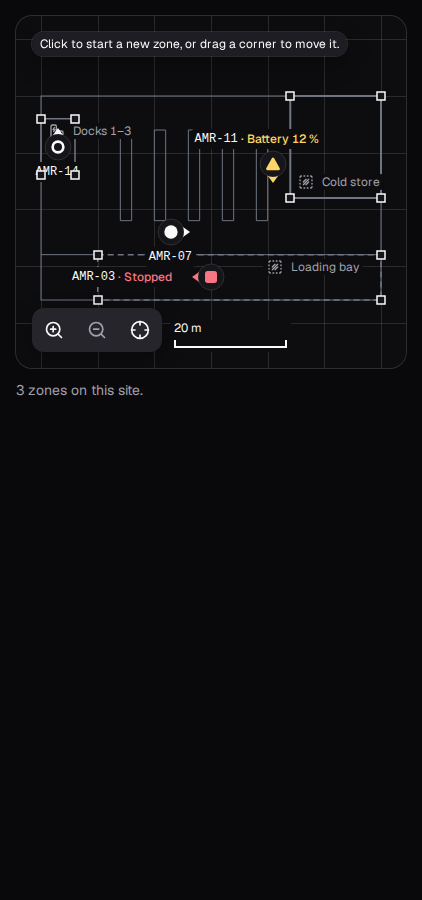 Click to start a new zone, or drag a corner to move it.
Docks 1–3
AMR-11 · Battery 12 %
AMR-14
Cold store
AMR-07
Loading bay
AMR-03 · Stopped
20 m
3 zones on this site.